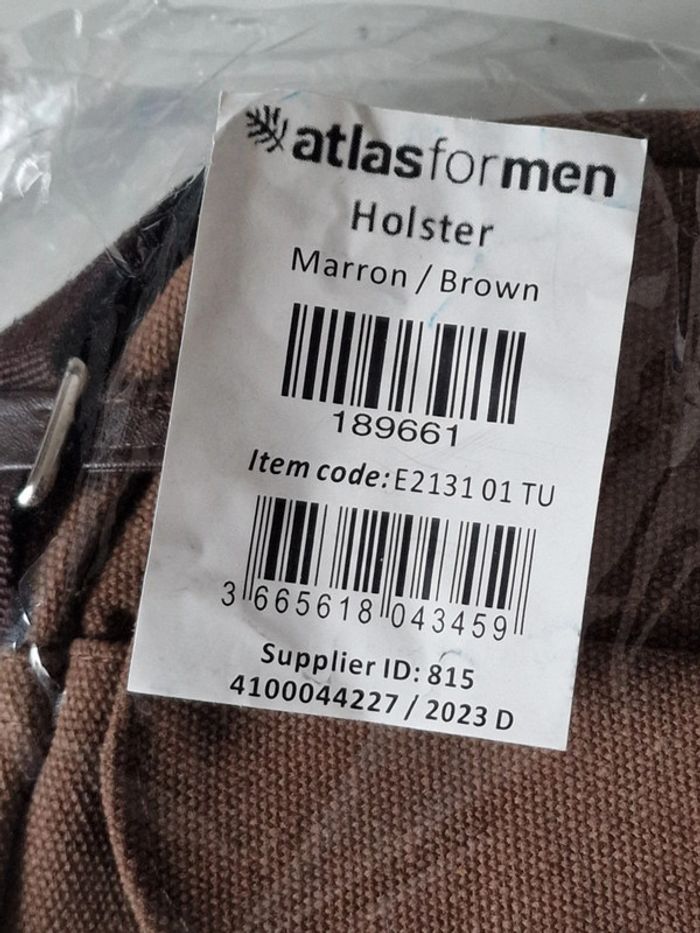 atlasformen
Holster
Marron / Brown
189661
Item code: E2131 01 TU
3 665618 043459
Supplier ID: 815
4100044227 / 2023 D